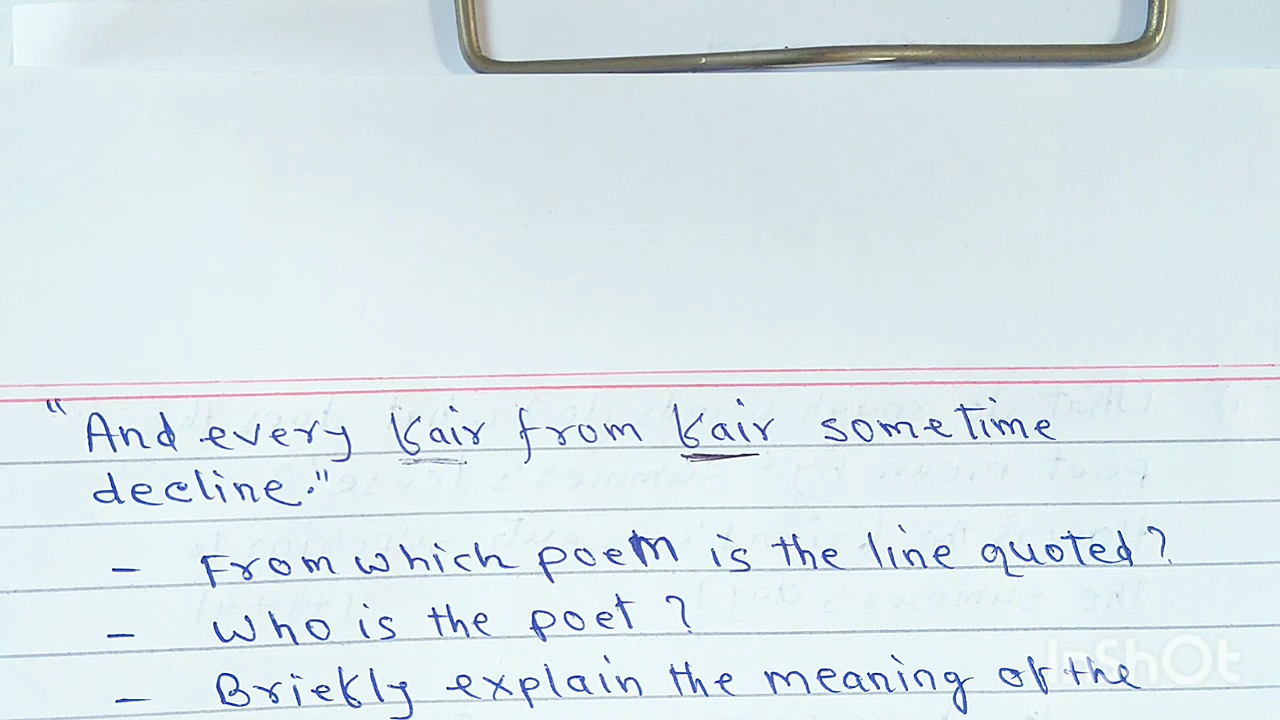 "And every fair from fair sometime
decline."
- From which poem is the line quoted?
- Who is the poet?
- Briefly explain the meaning of the
InShOt